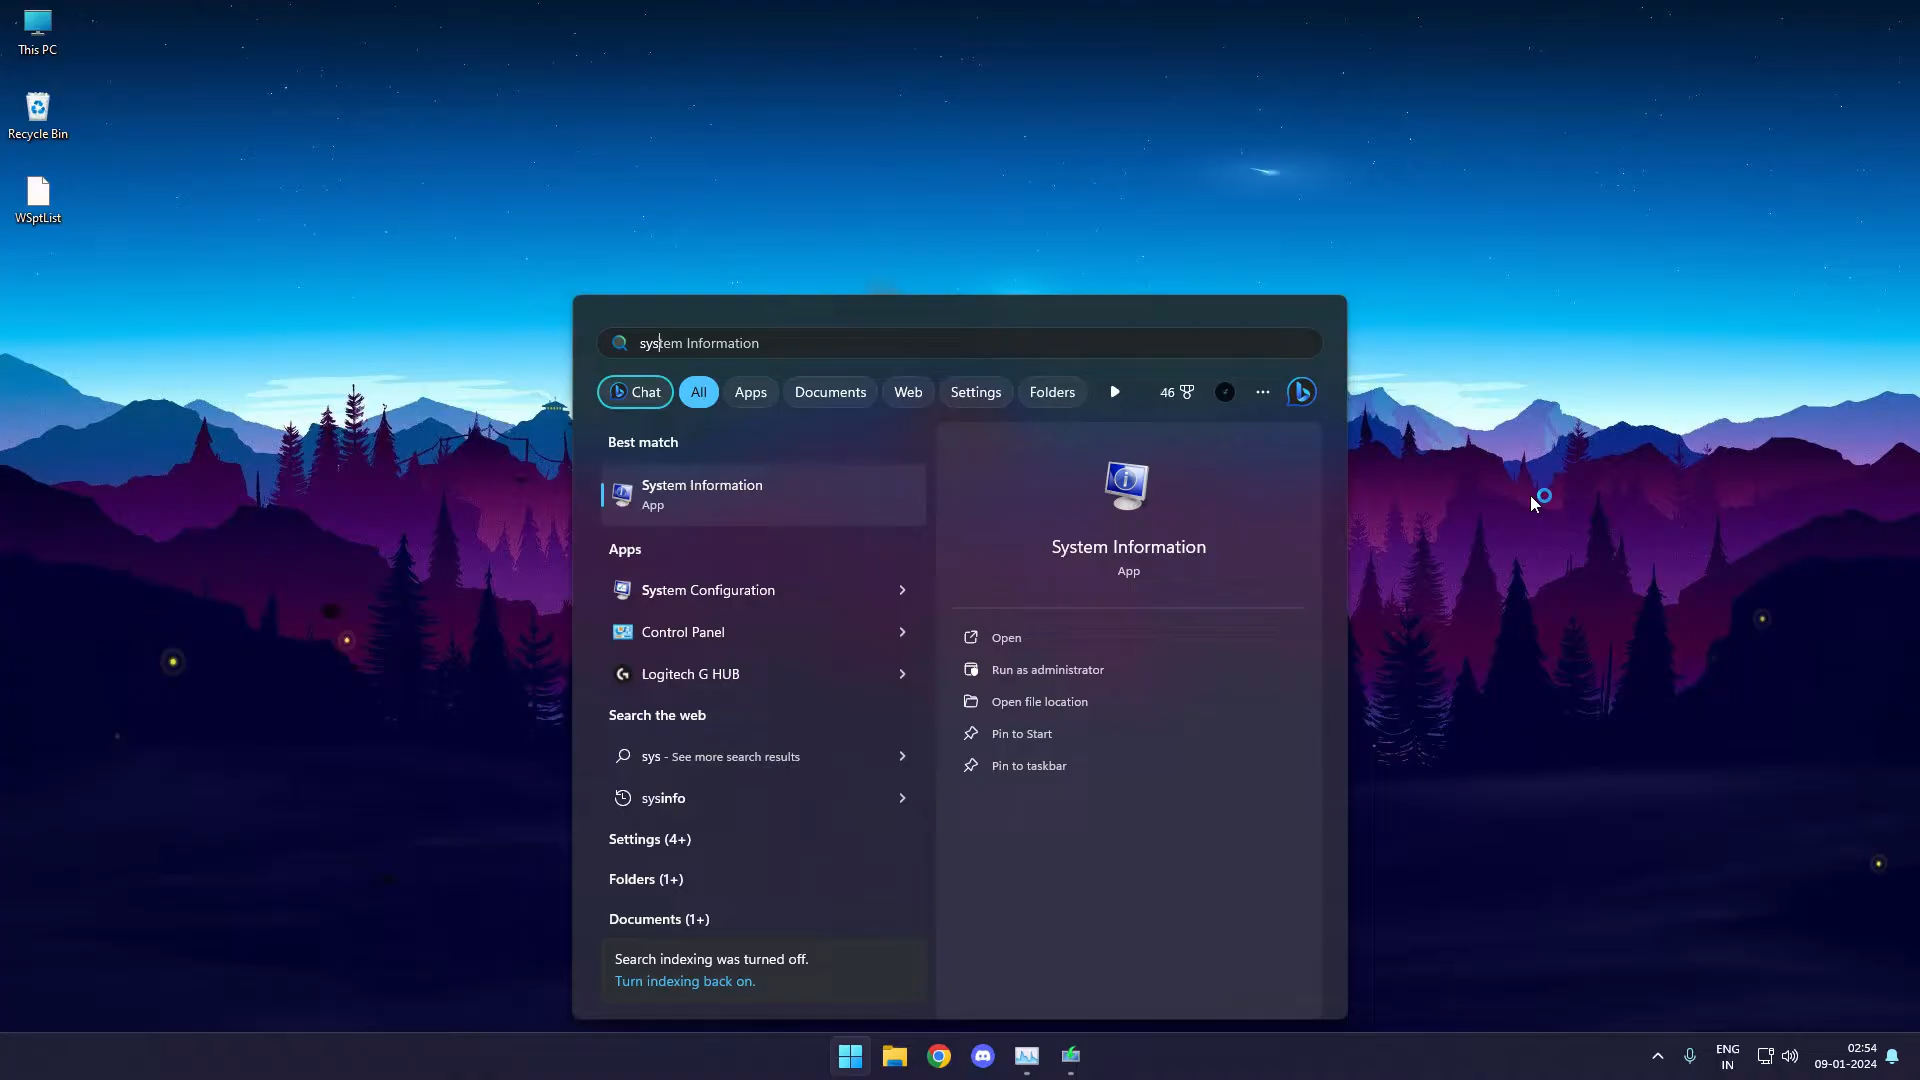 This PC
Recycle Bin
WSptList
system Information
Chat
All
Apps
Documents
Web
Settings
Folders
46
Best match
System Information
App
Apps
System Configuration
Control Panel
Logitech G HUB
Search the web
sys - See more search results
sysinfo
Settings (4+)
Folders (1+)
Documents (1+)
Search indexing was turned off.
Turn indexing back on.
System Information
App
Open
Run as administrator
Open file location
Pin to Start
Pin to taskbar
ENG
IN
02:54
09-01-2024